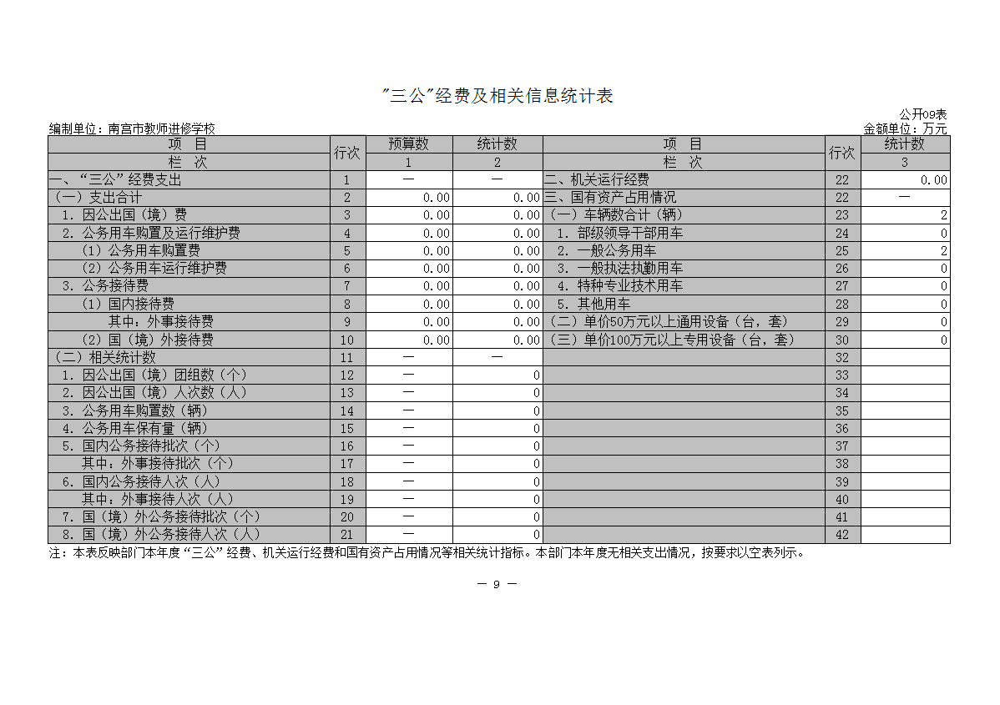 "三公"经费及相关信息统计表
公开09表
编制单位：南宫市教师进修学校 金额单位：万元
项 目 行次 预算数 统计数 项 目 行次 统计数
栏 次 1 2 栏 次 3
一、“三公”经费支出 1 — — 二、机关运行经费 22 0.00
（一）支出合计 2 0.00 0.00 三、国有资产占用情况 22 —
1．因公出国（境）费 3 0.00 0.00 （一）车辆数合计（辆） 23 2
2．公务用车购置及运行维护费 4 0.00 0.00 1．部级领导干部用车 24 0
（1）公务用车购置费 5 0.00 0.00 2．一般公务用车 25 2
（2）公务用车运行维护费 6 0.00 0.00 3．一般执法执勤用车 26 0
3．公务接待费 7 0.00 0.00 4．特种专业技术用车 27 0
（1）国内接待费 8 0.00 0.00 5．其他用车 28 0
其中：外事接待费 9 0.00 0.00 （二）单价50万元以上通用设备（台，套） 29 0
（2）国（境）外接待费 10 0.00 0.00 （三）单价100万元以上专用设备（台，套） 30 0
（二）相关统计数 11 — — 32
1．因公出国（境）团组数（个） 12 — 0 33
2．因公出国（境）人次数（人） 13 — 0 34
3．公务用车购置数（辆） 14 — 0 35
4．公务用车保有量（辆） 15 — 0 36
5．国内公务接待批次（个） 16 — 0 37
其中：外事接待批次（个） 17 — 0 38
6．国内公务接待人次（人） 18 — 0 39
其中：外事接待人次（人） 19 — 0 40
7．国（境）外公务接待批次（个） 20 — 0 41
8．国（境）外公务接待人次（人） 21 — 0 42
注：本表反映部门本年度“三公”经费、机关运行经费和国有资产占用情况等相关统计指标。本部门本年度无相关支出情况，按要求以空表列示。
— 9 —